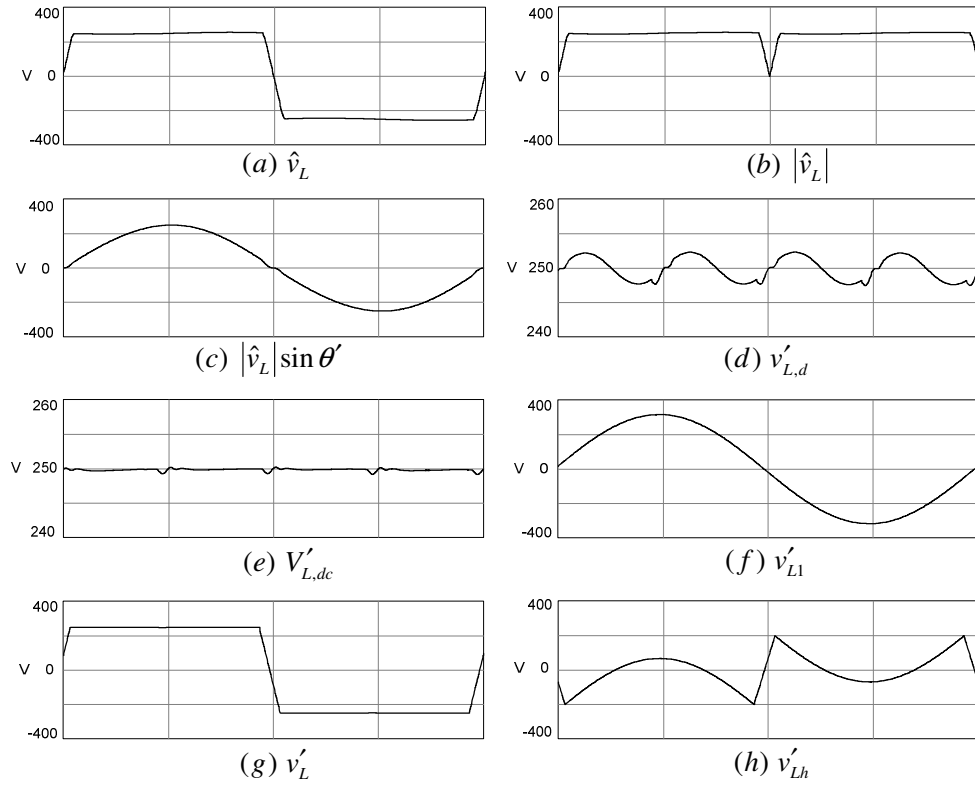 400
V 0
-400
(a) v̂_L
400
V 0
-400
(b) |v̂_L|
400
V 0
-400
(c) |v̂_L| sin θ′
260
V 250
240
(d) v′_{L,d}
260
V 250
240
(e) V′_{L,dc}
400
V 0
-400
(f) v′_{L1}
400
V 0
-400
(g) v′_L
400
V 0
-400
(h) v′_{Lh}